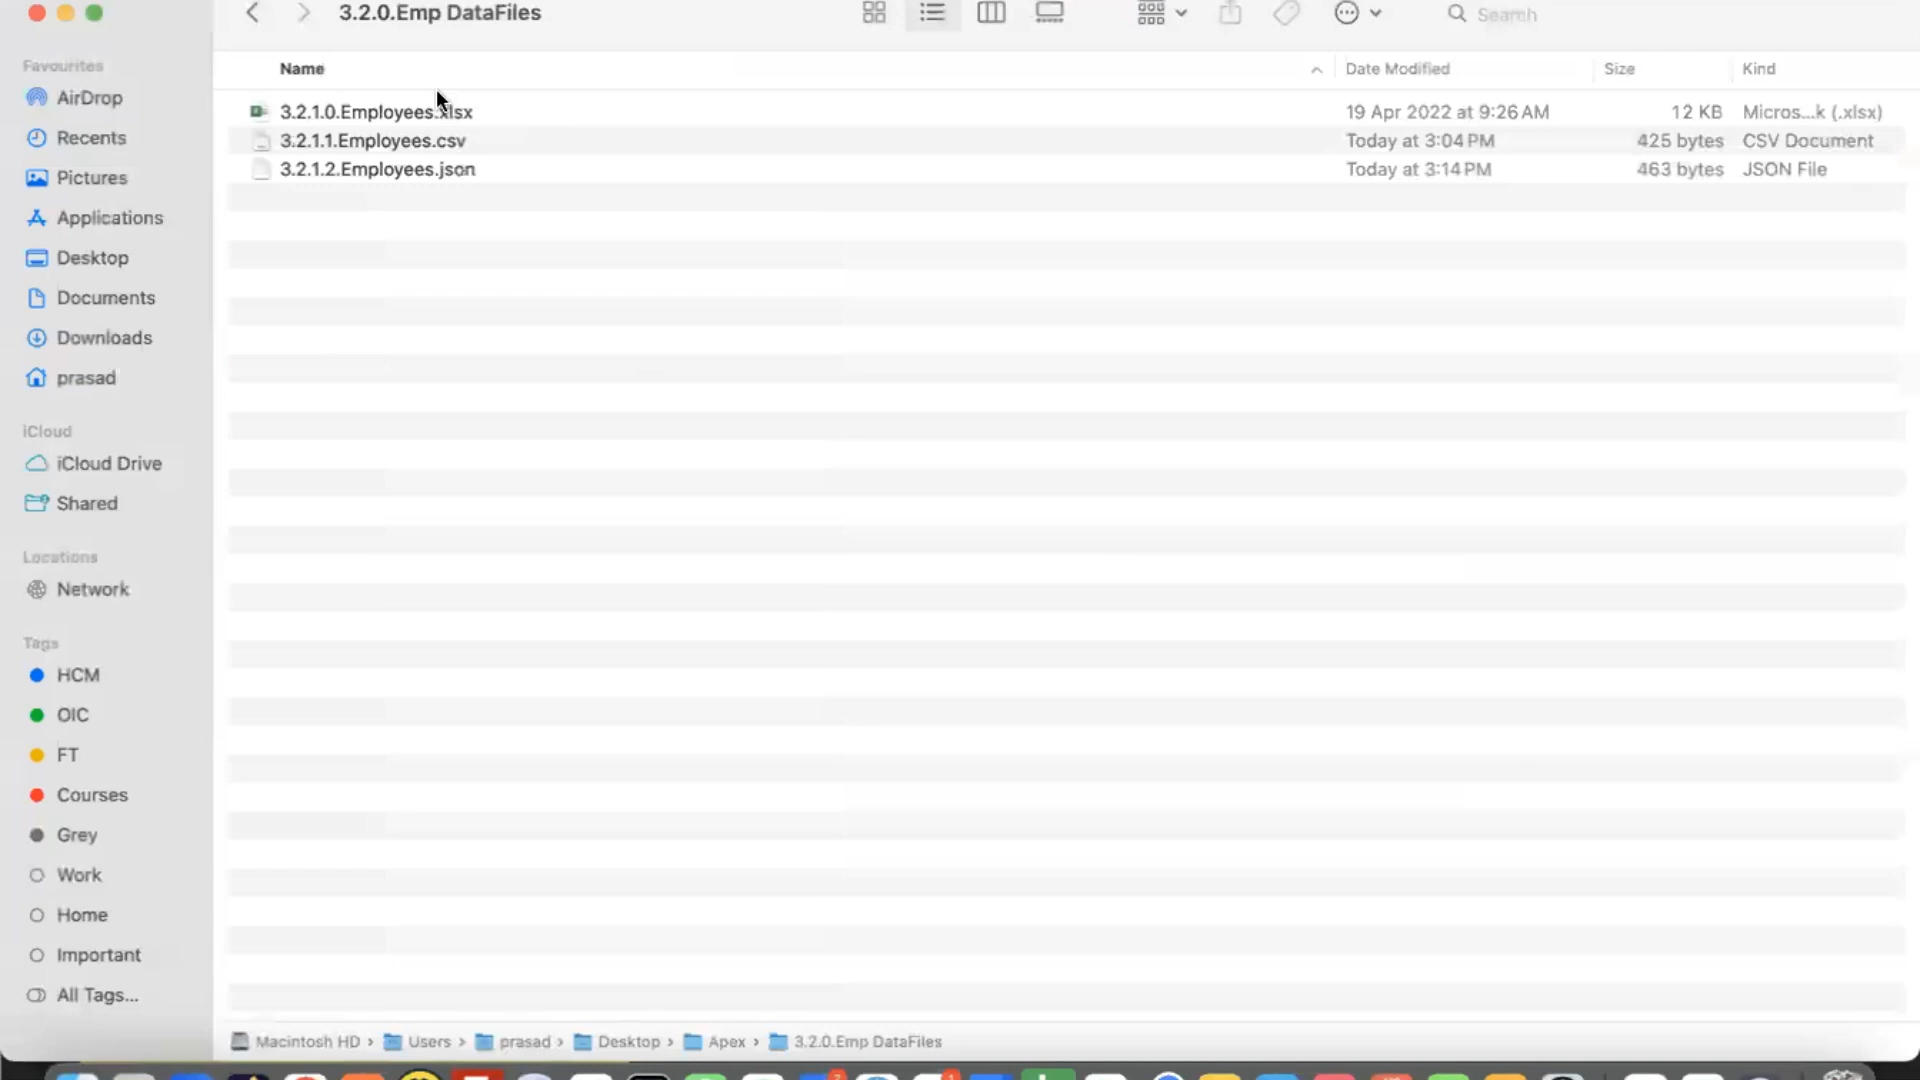 3.2.0.Emp DataFiles
Search
Favourites
AirDrop
Recents
Pictures
Applications
Desktop
Documents
Downloads
prasad
iCloud
iCloud Drive
Shared
Locations
Network
Tags
HCM
OIC
FT
Courses
Grey
Work
Home
Important
All Tags...
Name Date Modified Size Kind
3.2.1.0.Employees.xlsx 19 Apr 2022 at 9:26 AM 12 KB Micros...k (.xlsx)
3.2.1.1.Employees.csv Today at 3:04 PM 425 bytes CSV Document
3.2.1.2.Employees.json Today at 3:14 PM 463 bytes JSON File
Macintosh HD › Users › prasad › Desktop › Apex › 3.2.0.Emp DataFiles